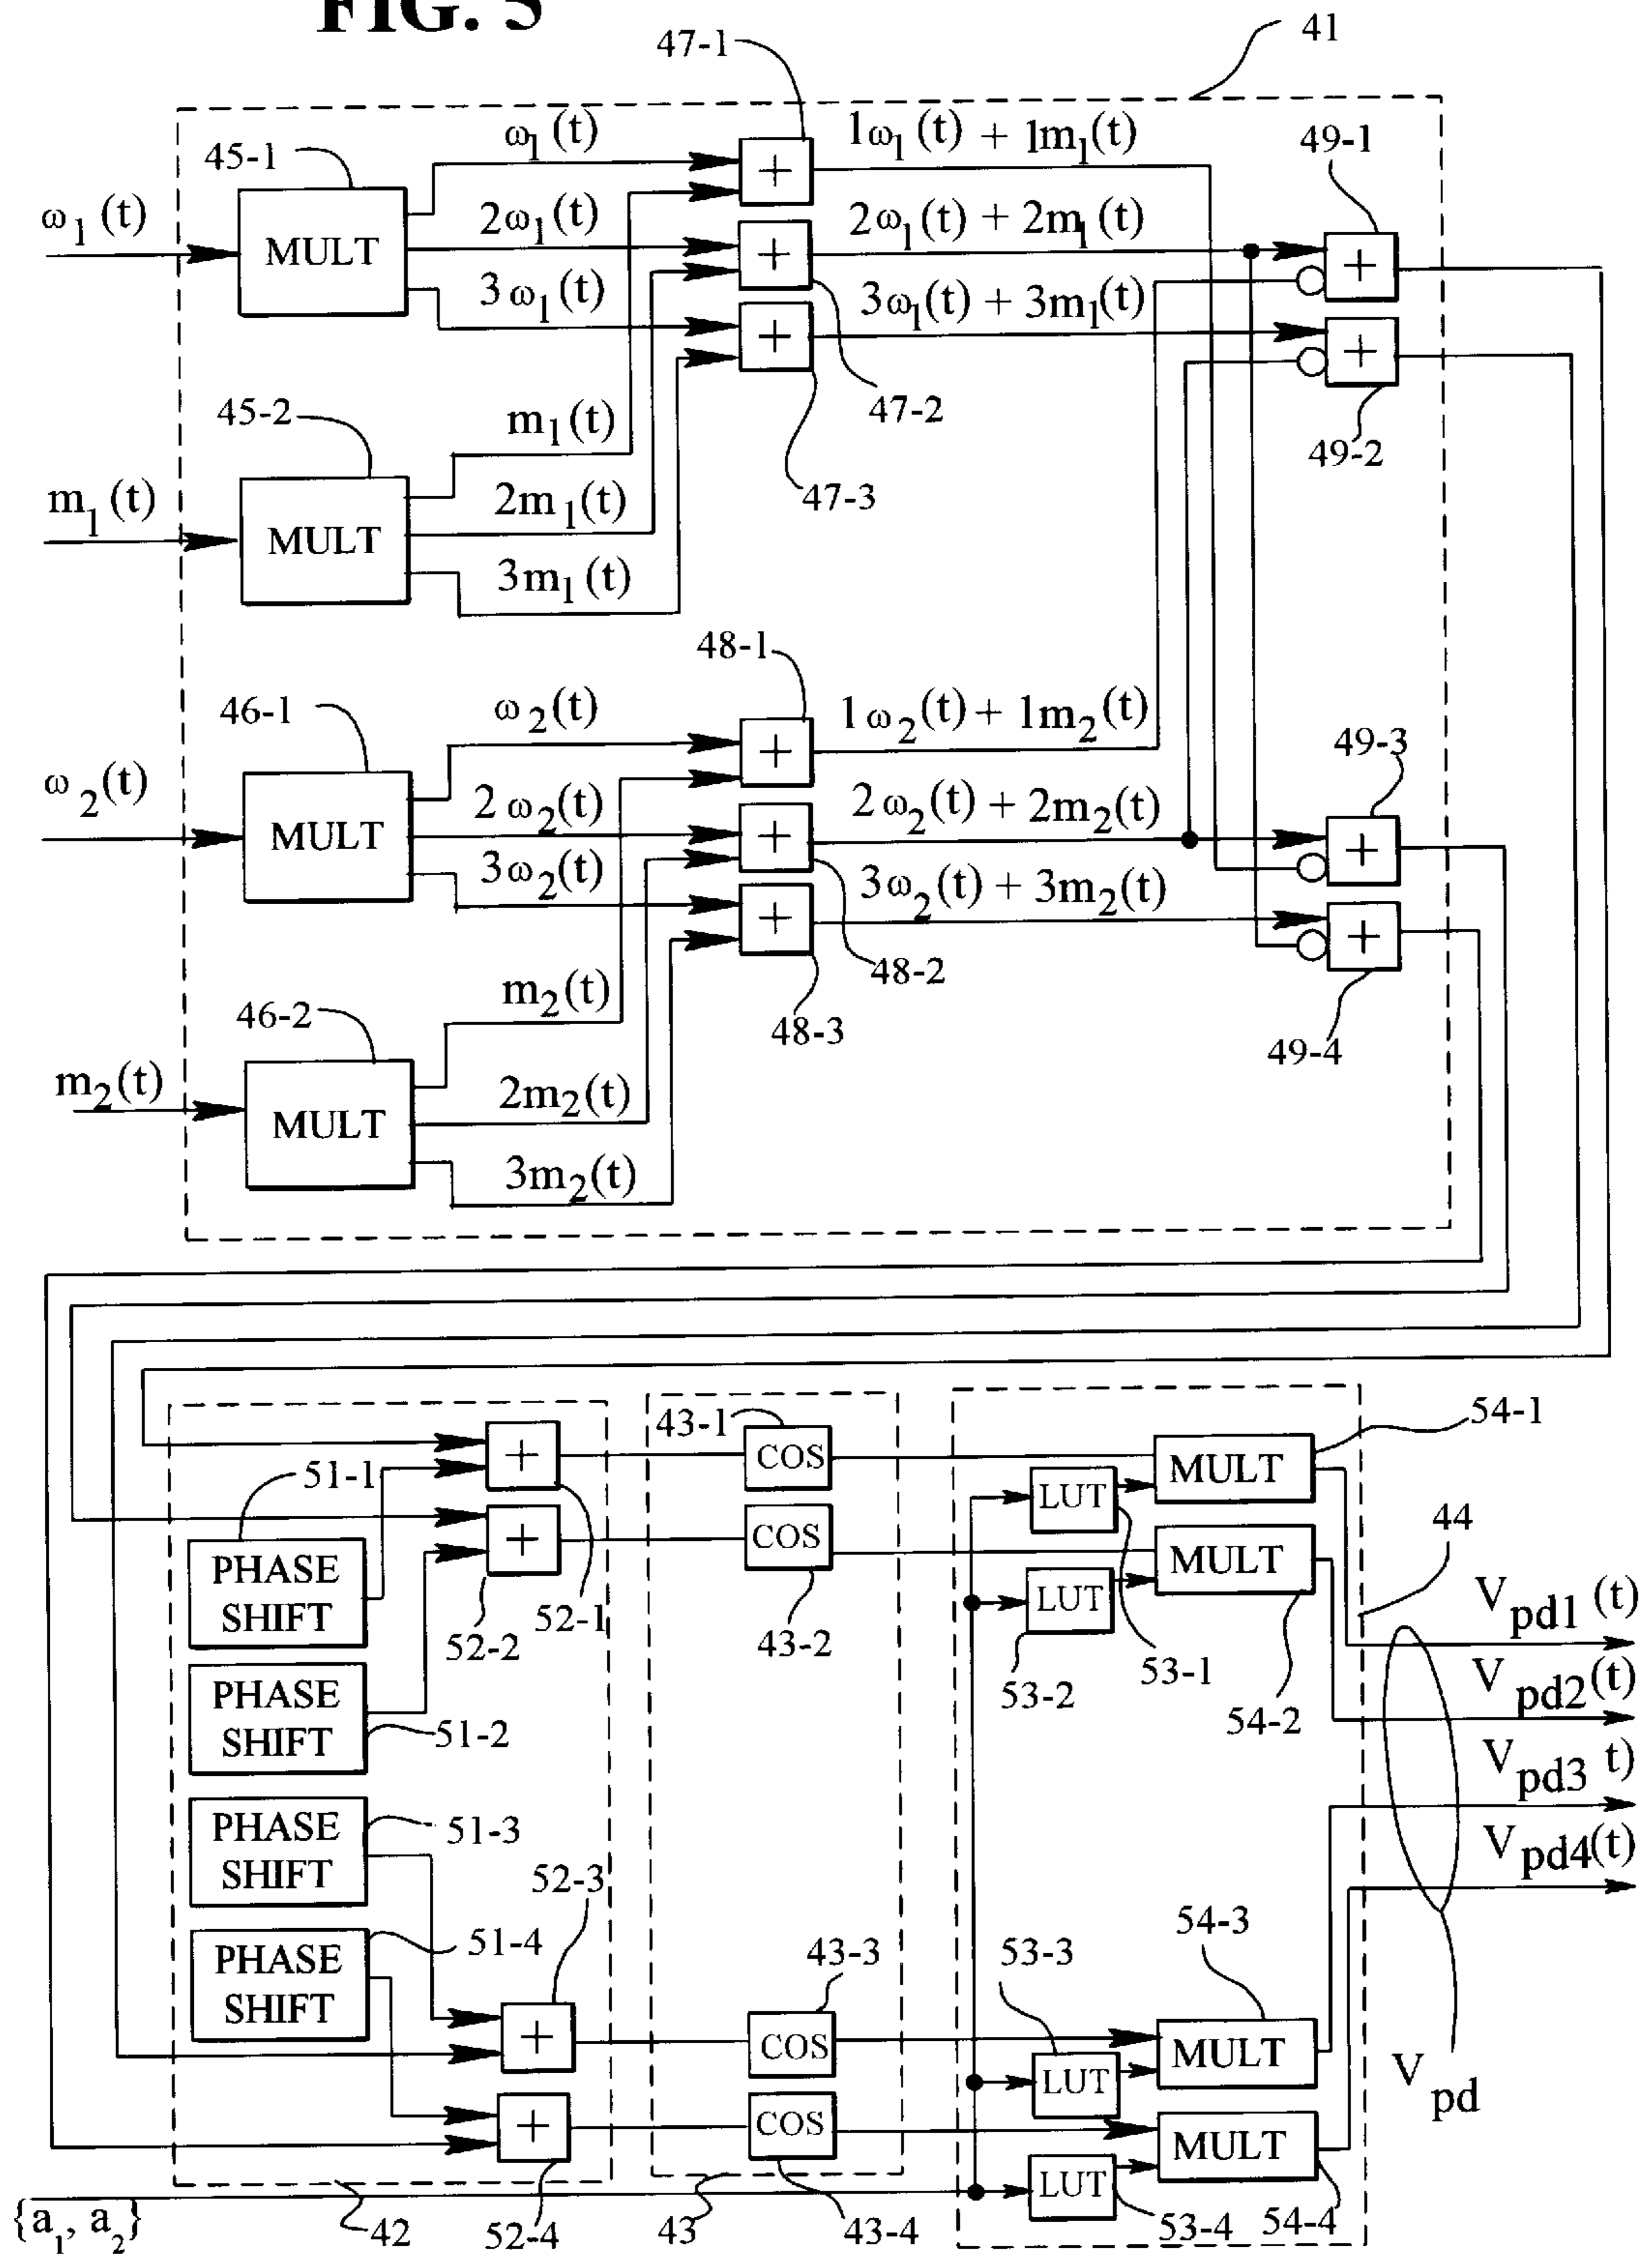 FIG. 5
41
47-1
45-1
ω1(t)
1ω1(t) + 1m1(t)
49-1
ω1(t)
MULT
2ω1(t)
2ω1(t) + 2m1(t)
3ω1(t)
3ω1(t) + 3m1(t)
+
+
+
+
+
47-2
49-2
47-3
45-2
m1(t)
m1(t)
MULT
2m1(t)
3m1(t)
48-1
46-1
ω2(t)
1ω2(t) + 1m2(t)
49-3
ω2(t)
MULT
2ω2(t)
2ω2(t) + 2m2(t)
3ω2(t)
3ω2(t) + 3m2(t)
+
+
+
+
+
48-2
48-3
49-4
46-2
m2(t)
m2(t)
MULT
2m2(t)
3m2(t)
43-1
54-1
51-1
+
COS
MULT
LUT
44
PHASE
SHIFT
+
COS
MULT
LUT
52-1
52-2
43-2
53-1
53-2
54-2
Vpd1(t)
PHASE
SHIFT
51-2
Vpd2(t)
PHASE
SHIFT
51-3
Vpd3 t)
Vpd4(t)
52-3
PHASE
SHIFT
51-4
43-3
53-3
54-3
+
COS
MULT
LUT
Vpd
+
COS
MULT
LUT
{a1, a2}
42
52-4
43
43-4
53-4
54-4